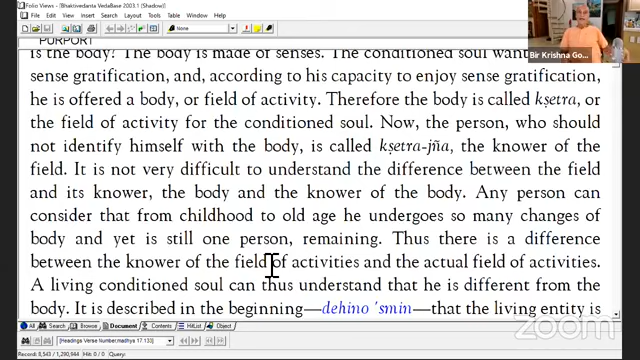 Folio Views - [Bhaktivedanta VedaBase 2003.1 (Shadow)]
File Edit View Search Layout Tools Window Help
None
Bir Krishna Go...
PURPORT
is the body? The body is made of senses. The conditioned soul want
sense gratification, and, according to his capacity to enjoy sense gratification,
he is offered a body, or field of activity. Therefore the body is called kṣetra, or
the field of activity for the conditioned soul. Now, the person, who should
not identify himself with the body, is called kṣetra-jña, the knower of the
field. It is not very difficult to understand the difference between the field
and its knower, the body and the knower of the body. Any person can
consider that from childhood to old age he undergoes so many changes of
body and yet is still one person, remaining. Thus there is a difference
between the knower of the field of activities and the actual field of activities.
A living conditioned soul can thus understand that he is different from the
body. It is described in the beginning—dehino 'smin—that the living entity is
All Search Browse Document Contents HitList Object
[Headings Verse Number:madhya 17:133]
Record: 8,543 / 1,290,944 Hit: 0 / 0
zoom